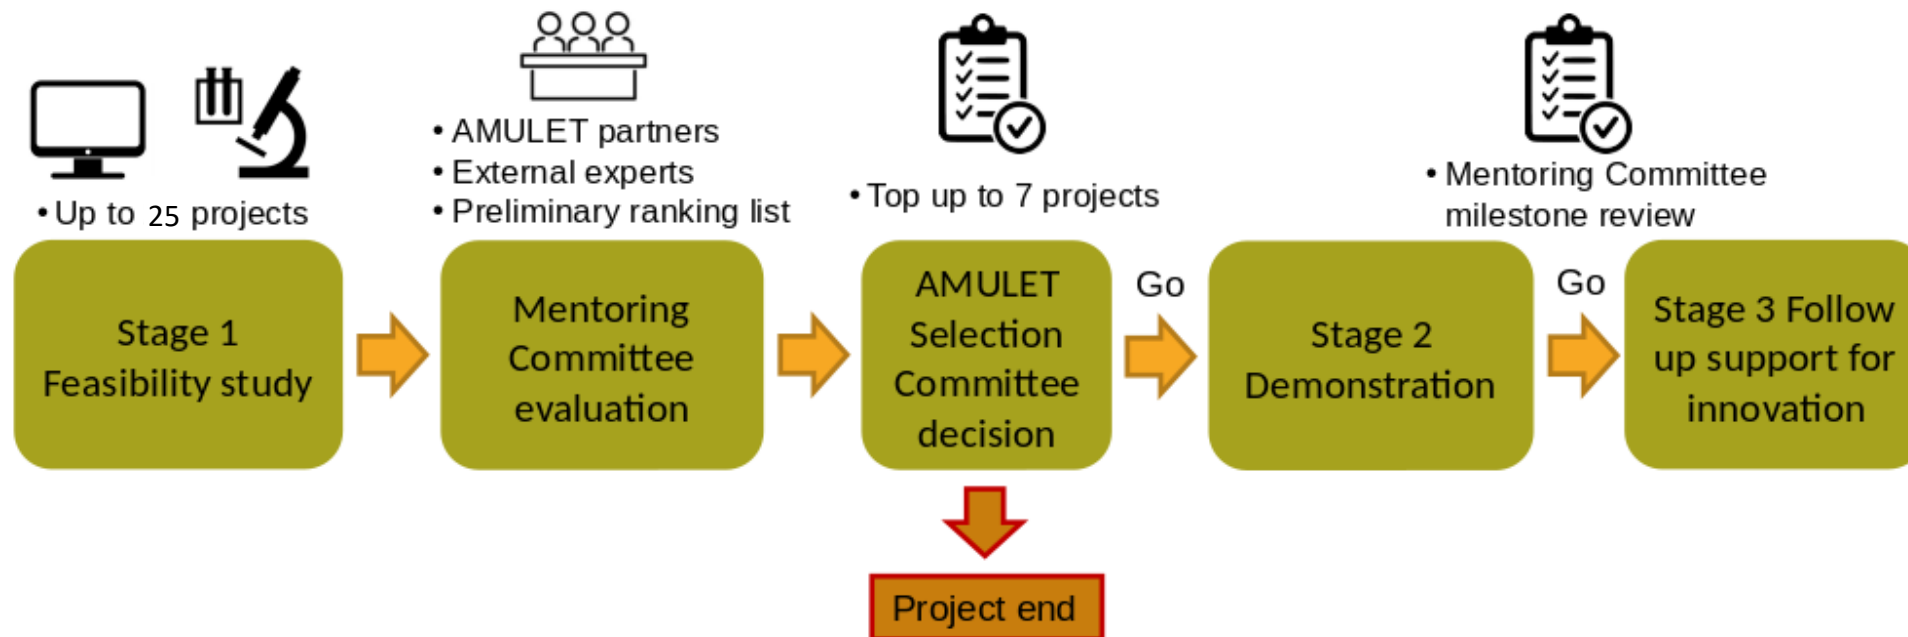 • Up to 25 projects
• AMULET partners
• External experts
• Preliminary ranking list
• Top up to 7 projects
• Mentoring Committee
milestone review
Stage 1
Feasibility study
Mentoring
Committee
evaluation
AMULET
Selection
Committee
decision
Go
Stage 2
Demonstration
Go
Stage 3 Follow
up support for
innovation
Project end